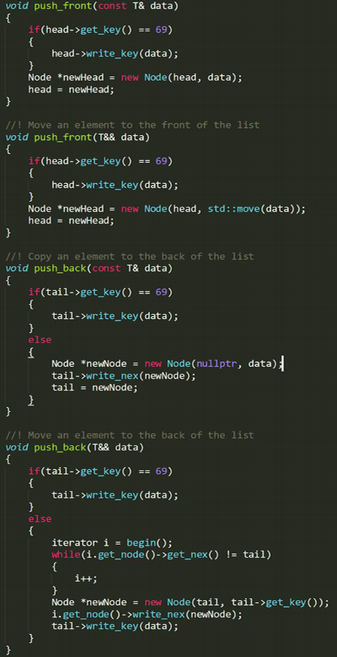 void push_front(const T& data)
{
if(head->get_key() == 69)
{
head->write_key(data);
}
Node *newHead = new Node(head, data);
head = newHead;
}
//! Move an element to the front of the list
void push_front(T&& data)
{
if(head->get_key() == 69)
{
head->write_key(data);
}
Node *newHead = new Node(head, std::move(data));
head = newHead;
}
//! Copy an element to the back of the list
void push_back(const T& data)
{
if(tail->get_key() == 69)
{
tail->write_key(data);
}
else
{
Node *newNode = new Node(nullptr, data);
tail->write_nex(newNode);
tail = newNode;
}
}
//! Move an element to the back of the list
void push_back(T&& data)
{
if(tail->get_key() == 69)
{
tail->write_key(data);
}
else
{
iterator i = begin();
while(i.get_node()->get_nex() != tail)
{
i++;
}
Node *newNode = new Node(tail, tail->get_key());
i.get_node()->write_nex(newNode);
tail->write_key(data);
}
}